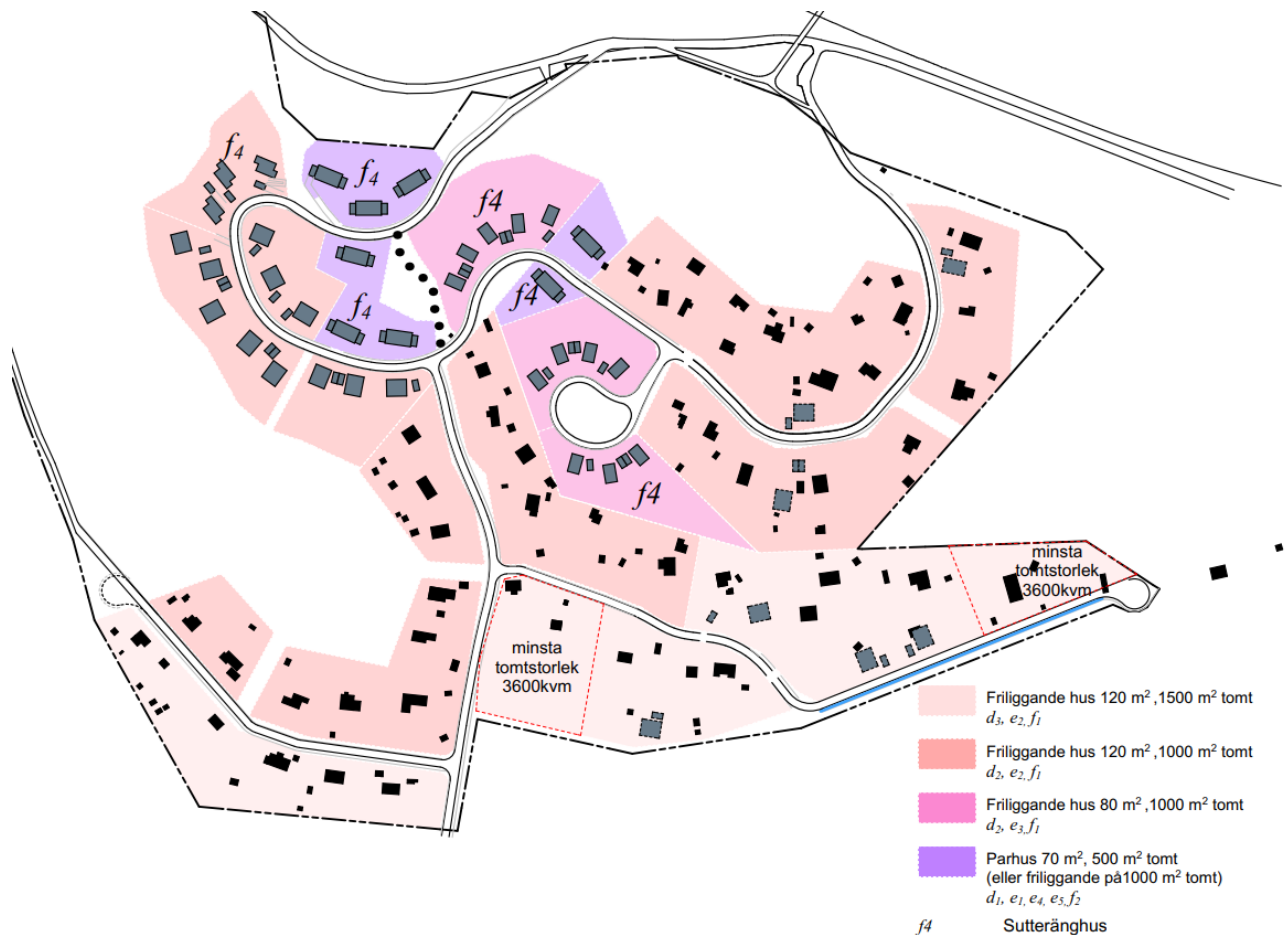 f4
f4
f4
f4
f4
f4
minsta
tomtstorlek
3600kvm
minsta
tomtstorlek
3600kvm
Friliggande hus 120 m² ,1500 m² tomt
d3, e2, f1
Friliggande hus 120 m² ,1000 m² tomt
d2, e2, f1
Friliggande hus 80 m² ,1000 m² tomt
d2, e3, f1
Parhus 70 m², 500 m² tomt
(eller friliggande på1000 m² tomt)
d1, e1, e4, e5, f2
f4 Sutteränghus